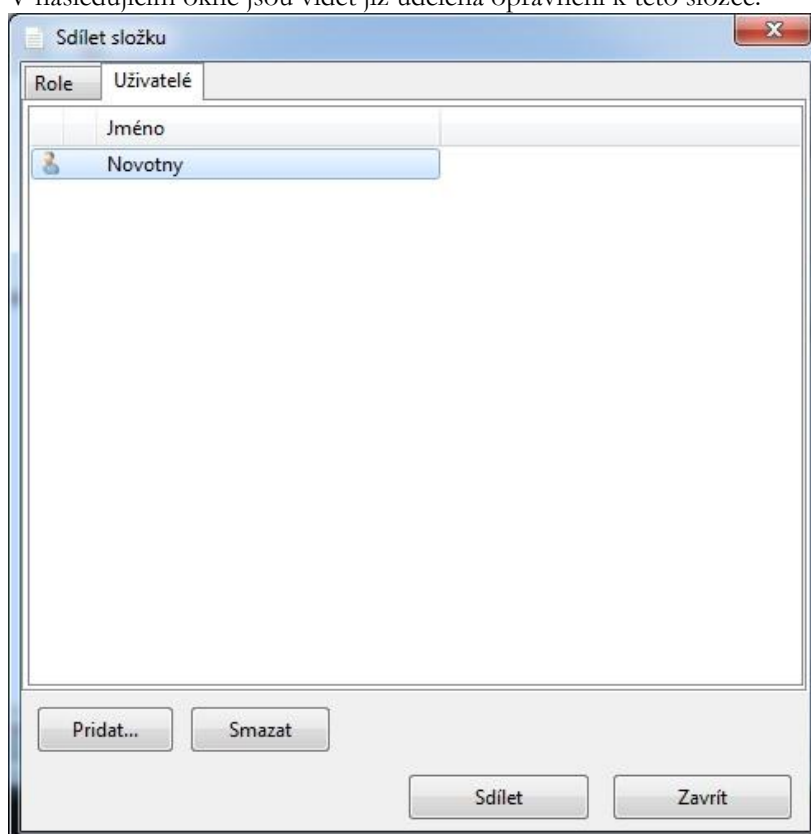 V následujícím okně jsou vidět již udělená oprávnění k této složce.
Sdílet složku
Role Uživatelé
Jméno
Novotny
Pridat... Smazat
Sdílet Zavrít